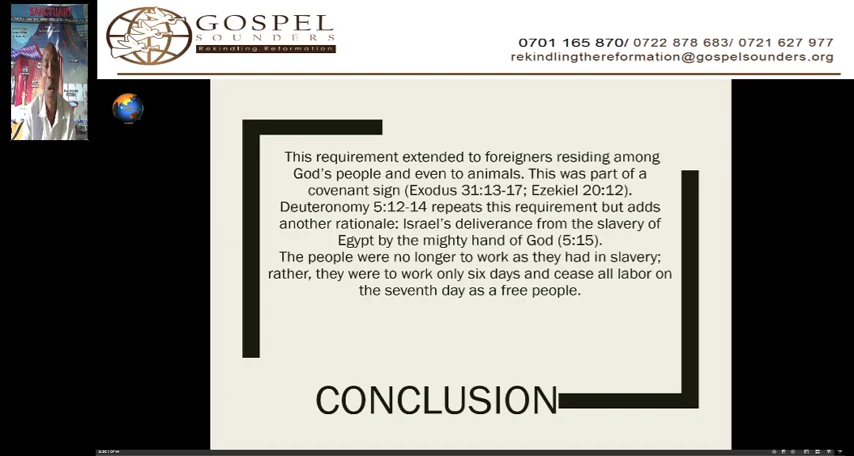 SANCTUARY
GOSPEL
SOUNDERS
Rekindling Reformation
0701 165 870/ 0722 878 683/ 0721 627 977
rekindlingthereformation@gospelsounders.org
This requirement extended to foreigners residing among
God's people and even to animals. This was part of a
covenant sign (Exodus 31:13-17; Ezekiel 20:12).
Deuteronomy 5:12-14 repeats this requirement but adds
another rationale: Israel's deliverance from the slavery of
Egypt by the mighty hand of God (5:15).
The people were no longer to work as they had in slavery;
rather, they were to work only six days and cease all labor on
the seventh day as a free people.
CONCLUSION